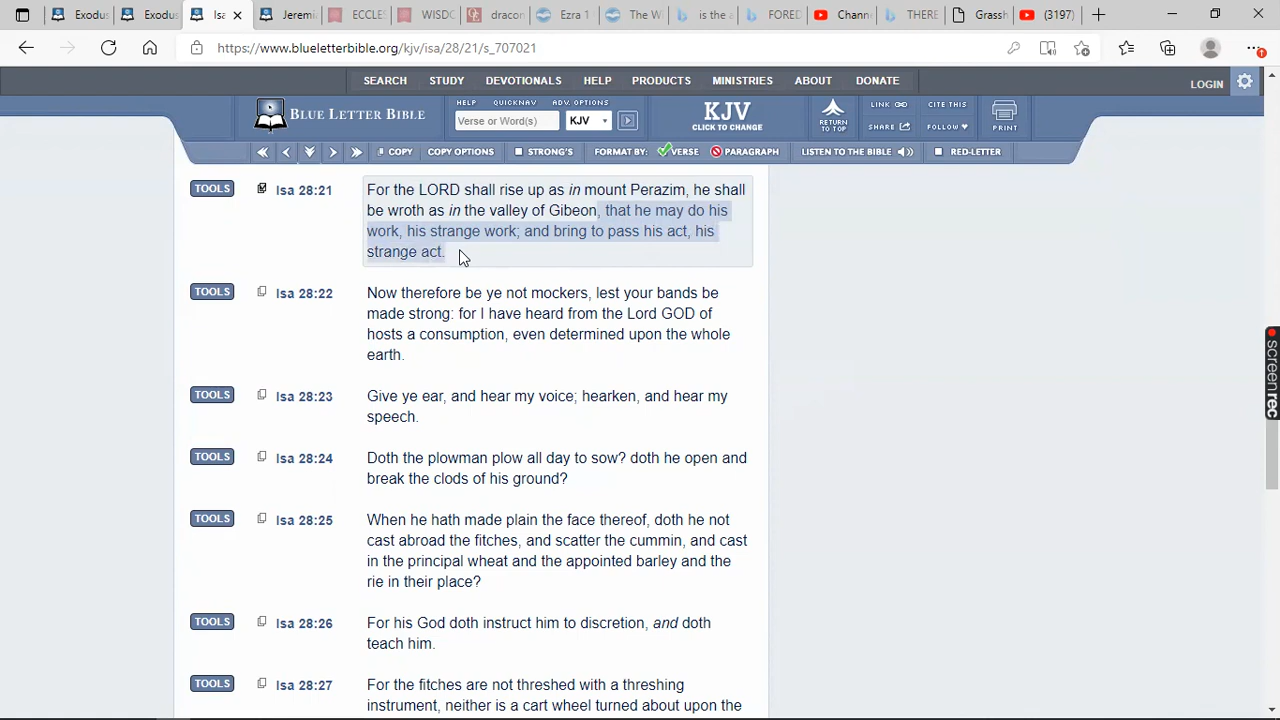 Exodus
Exodus
Isa
Jeremi
ECCLES
WISDC
dracon
Ezra 1
The W
is the a
FORED
Chann
THERE
Grassh
(3197)
https://www.blueletterbible.org/kjv/isa/28/21/s_707021
SEARCH STUDY DEVOTIONALS HELP PRODUCTS MINISTRIES ABOUT DONATE
LOGIN
HELP QUICKNAV ADV. OPTIONS
BLUE LETTER BIBLE
Verse or Word(s)
KJV
KJV
CLICK TO CHANGE
RETURN
TO TOP
LINK
CITE THIS
SHARE
FOLLOW
PRINT
COPY COPY OPTIONS STRONG'S FORMAT BY: VERSE PARAGRAPH LISTEN TO THE BIBLE RED-LETTER
TOOLS Isa 28:21 For the LORD shall rise up as in mount Perazim, he shall
be wroth as in the valley of Gibeon, that he may do his
work, his strange work; and bring to pass his act, his
strange act.
TOOLS Isa 28:22 Now therefore be ye not mockers, lest your bands be
made strong: for I have heard from the Lord GOD of
hosts a consumption, even determined upon the whole
earth.
TOOLS Isa 28:23 Give ye ear, and hear my voice; hearken, and hear my
speech.
TOOLS Isa 28:24 Doth the plowman plow all day to sow? doth he open and
break the clods of his ground?
TOOLS Isa 28:25 When he hath made plain the face thereof, doth he not
cast abroad the fitches, and scatter the cummin, and cast
in the principal wheat and the appointed barley and the
rie in their place?
TOOLS Isa 28:26 For his God doth instruct him to discretion, and doth
teach him.
TOOLS Isa 28:27 For the fitches are not threshed with a threshing
instrument, neither is a cart wheel turned about upon the
screenrec